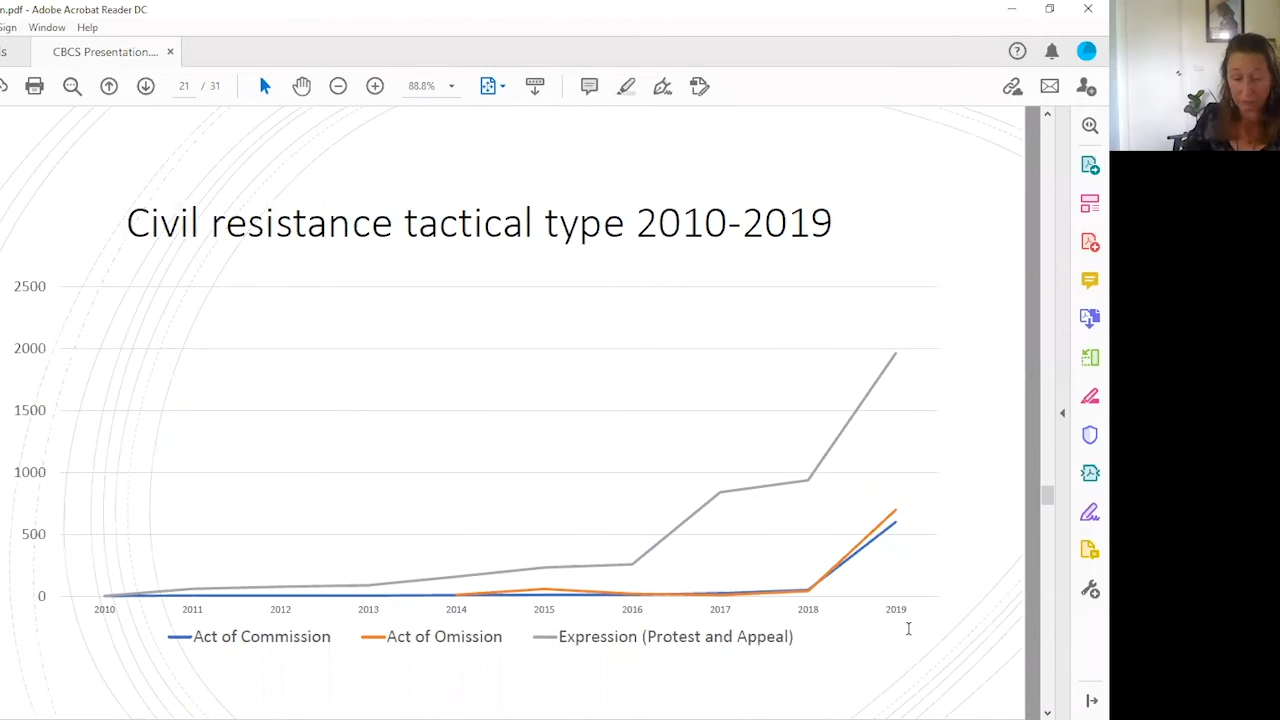 n.pdf - Adobe Acrobat Reader DC
Sign Window Help
ls CBCS Presentation.... ×
21 / 31 88.8%
Civil resistance tactical type 2010-2019
2500
2000
1500
1000
500
0
2010 2011 2012 2013 2014 2015 2016 2017 2018 2019
Act of Commission Act of Omission Expression (Protest and Appeal)